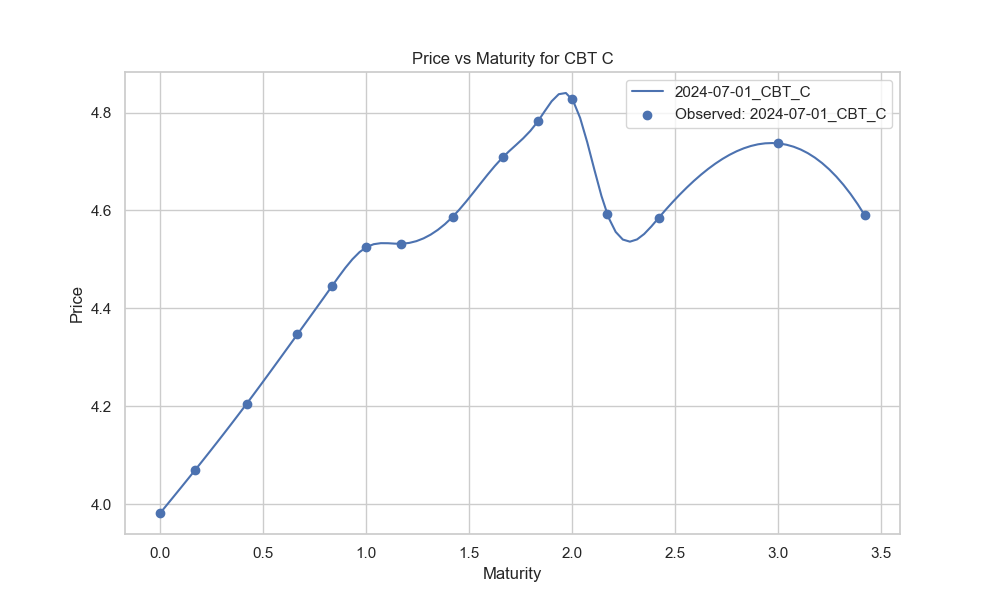 Price vs Maturity for CBT C
2024-07-01_CBT_C
Observed: 2024-07-01_CBT_C
Price
4.8
4.6
4.4
4.2
4.0
0.0 0.5 1.0 1.5 2.0 2.5 3.0 3.5
Maturity